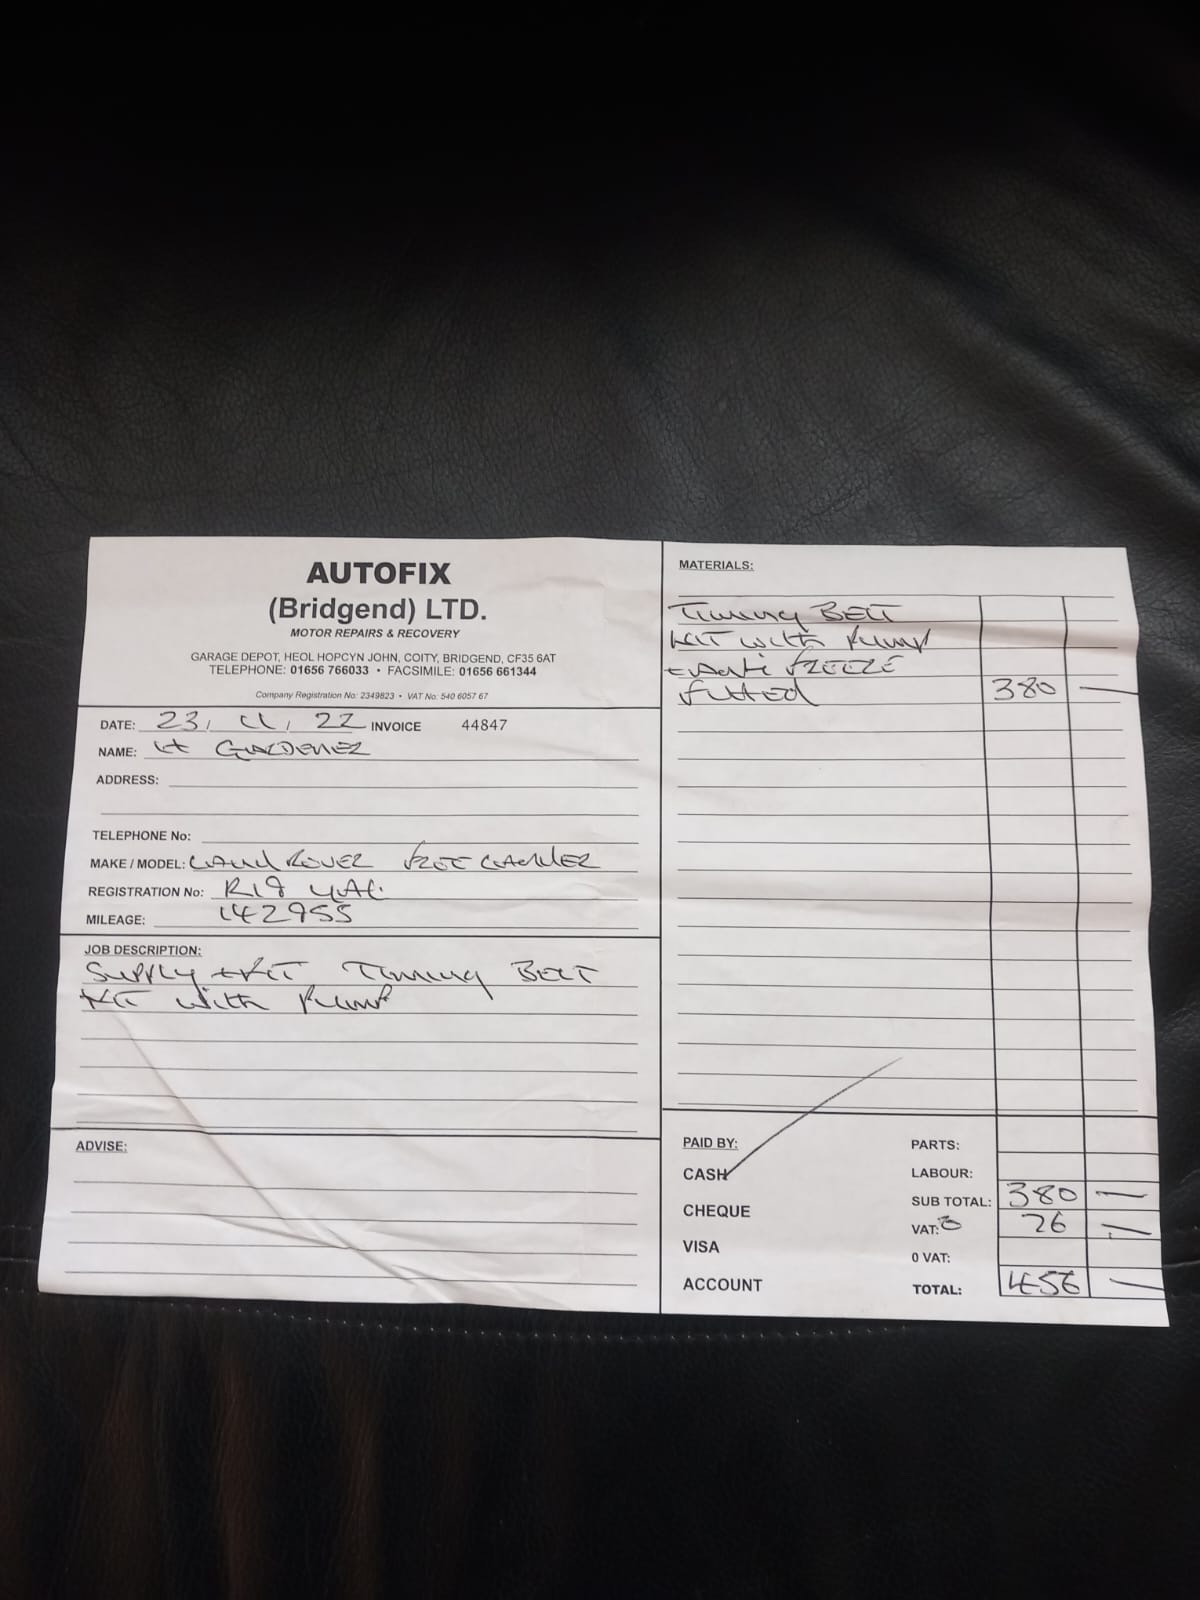 AUTOFIX
(Bridgend) LTD.
MOTOR REPAIRS & RECOVERY
GARAGE DEPOT, HEOL HOPCYN JOHN, COITY, BRIDGEND, CF35 6AT
TELEPHONE: 01656 766033 • FACSIMILE: 01656 661344
Company Registration No: 2349823 • VAT No: 540 6057 67
DATE: 23, 11, 22 INVOICE 44847
NAME:
ADDRESS:
TELEPHONE No:
MAKE / MODEL: Land ROVER FREELANDER
REGISTRATION No: R19
MILEAGE: 142955
JOB DESCRIPTION:
SUPPLY + FIT Timing BELT
KIT with Pump
ADVISE:
MATERIALS:
Timing BELT
KIT with Pump
+ Anti FREEZE
Fitted 380 —
PAID BY:
CASH
CHEQUE
VISA
ACCOUNT
PARTS:
LABOUR:
SUB TOTAL: 380 —
VAT: 76 —
0 VAT:
TOTAL: 456 —